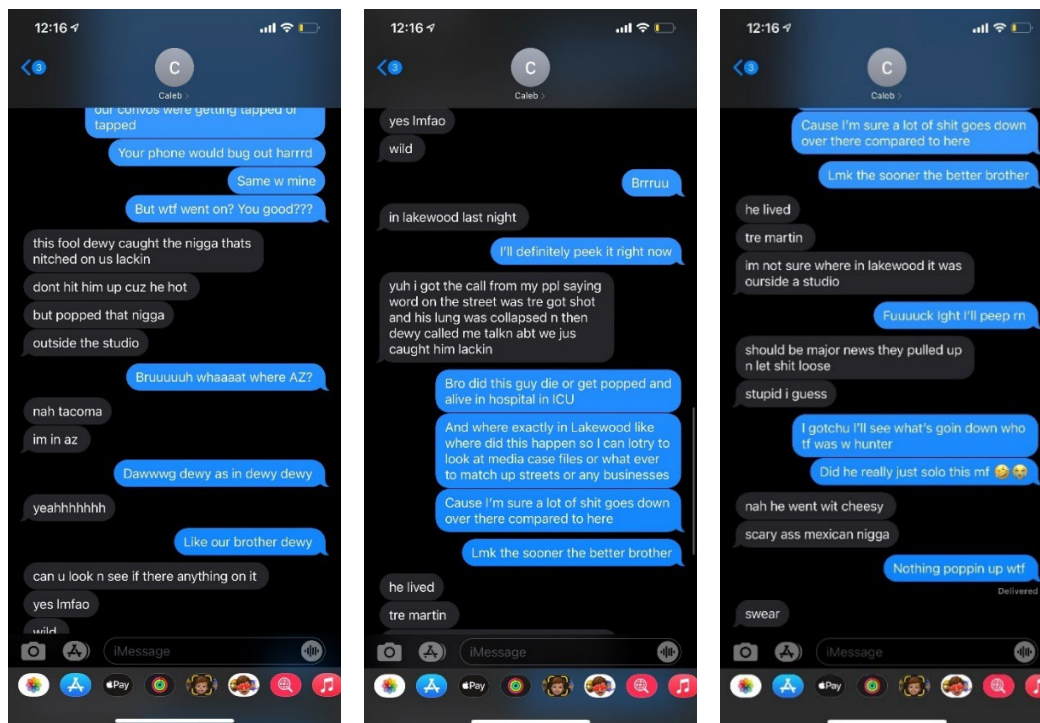 12:16
3
C
Caleb >
our convos were getting tapped or
tapped
Your phone would bug out harrrd
Same w mine
But wtf went on? You good???
this fool dewy caught the nigga thats
nitched on us lackin
dont hit him up cuz he hot
but popped that nigga
outside the studio
Bruuuuh whaaaat where AZ?
nah tacoma
im in az
Dawwwg dewy as in dewy dewy
yeahhhhhhh
Like our brother dewy
can u look n see if there anything on it
yes lmfao
wild
iMessage
Pay
12:16
3
C
Caleb >
yes lmfao
wild
Brrruu
in lakewood last night
I'll definitely peek it right now
yuh i got the call from my ppl saying
word on the street was tre got shot
and his lung was collapsed n then
dewy called me talkn abt we jus
caught him lackin
Bro did this guy die or get popped and
alive in hospital in ICU
And where exactly in Lakewood like
where did this happen so I can lotry to
look at media case files or what ever
to match up streets or any businesses
Cause I'm sure a lot of shit goes down
over there compared to here
Lmk the sooner the better brother
he lived
tre martin
iMessage
Pay
12:16
3
C
Caleb >
Cause I'm sure a lot of shit goes down
over there compared to here
Lmk the sooner the better brother
he lived
tre martin
im not sure where in lakewood it was
ourside a studio
Fuuuuck Ight I'll peep rn
should be major news they pulled up
n let shit loose
stupid i guess
I gotchu I'll see what's goin down who
tf was w hunter
Did he really just solo this mf 🤣😭
nah he went wit cheesy
scary ass mexican nigga
Nothing poppin up wtf
Delivered
swear
iMessage
Pay